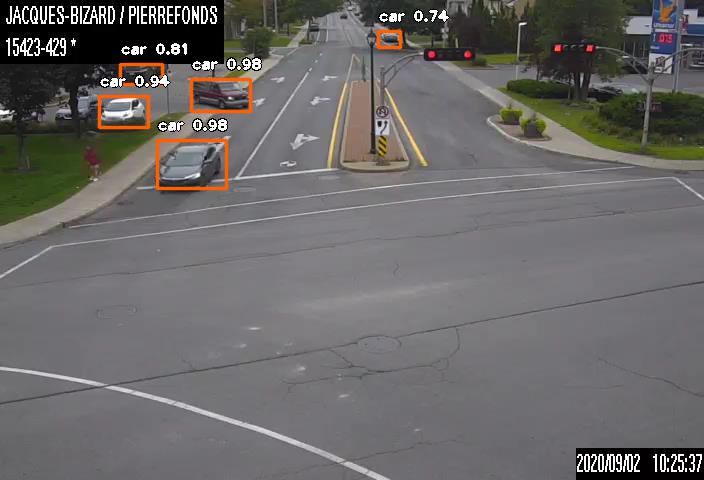 JACQUES-BIZARD / PIERREFONDS
15423-429 *
car 0.74
car 0.81
car 0.98
car 0.94
car 0.98
2020/09/02 10:25:37